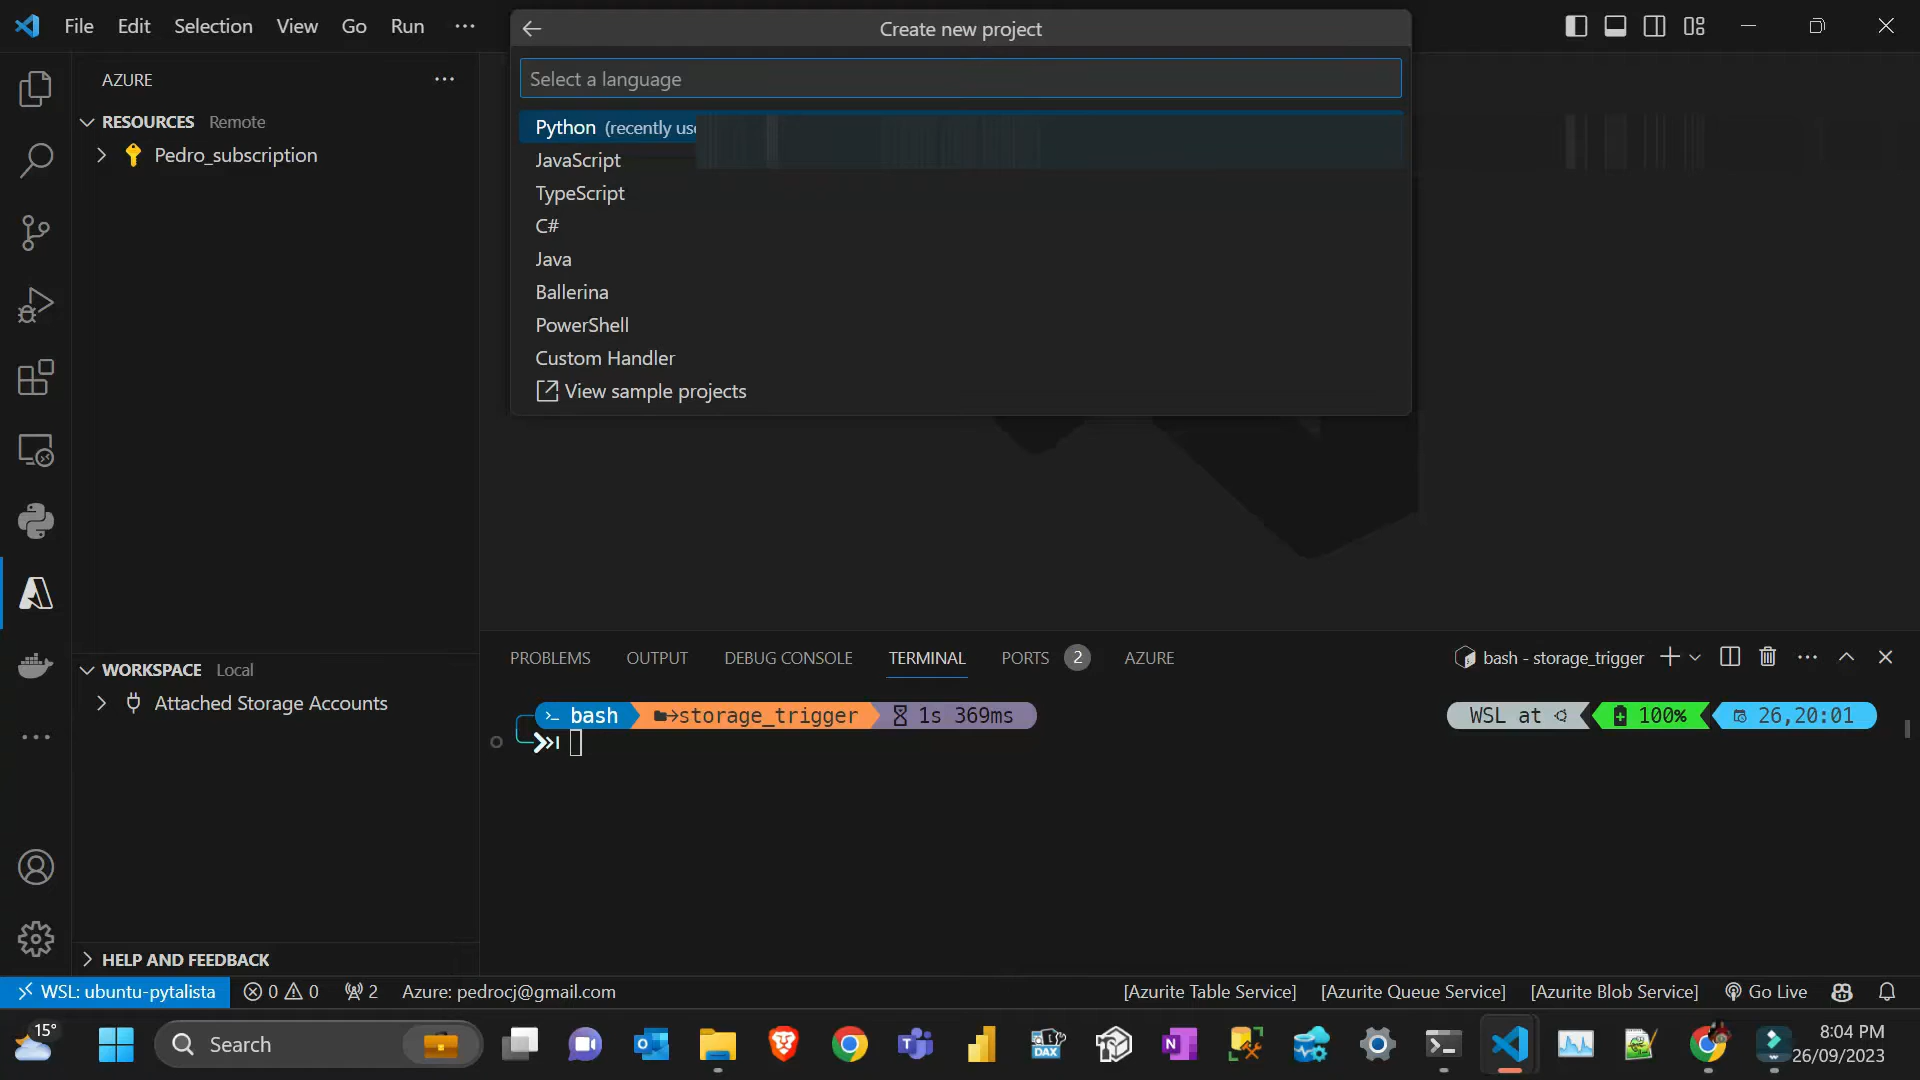 File Edit Selection View Go Run ···
Create new project
Select a language
Python (recently us
JavaScript
TypeScript
C#
Java
Ballerina
PowerShell
Custom Handler
View sample projects
AZURE ···
RESOURCES Remote
Pedro_subscription
WORKSPACE Local
Attached Storage Accounts
HELP AND FEEDBACK
PROBLEMS OUTPUT DEBUG CONSOLE TERMINAL PORTS 2 AZURE
bash - storage_trigger
bash storage_trigger 1s 369ms
WSL at 100% 26,20:01
WSL: ubuntu-pytalista 0 0 2 Azure: pedrocj@gmail.com [Azurite Table Service] [Azurite Queue Service] [Azurite Blob Service] Go Live
15°
Search
DAX
8:04 PM
26/09/2023